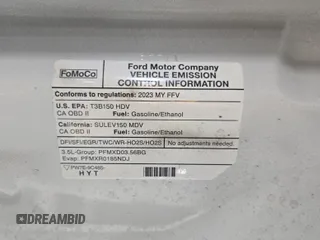 FoMoCo
Ford Motor Company
VEHICLE EMISSION
CONTROL INFORMATION
Conforms to regulations: 2023 MY FFV
U.S. EPA: T3B150 HDV
CA OBD II Fuel: Gasoline/Ethanol
California: SULEV150 MDV
CA OBD II Fuel: Gasoline/Ethanol
DFI/SFI/EGR/TWC/WR-HO2S/HO2S No adjustments needed.
3.5L-Group: PFMXD03.56BG
Evap: PFMXR0185NDJ
HYT
AUTOBIDMASTER